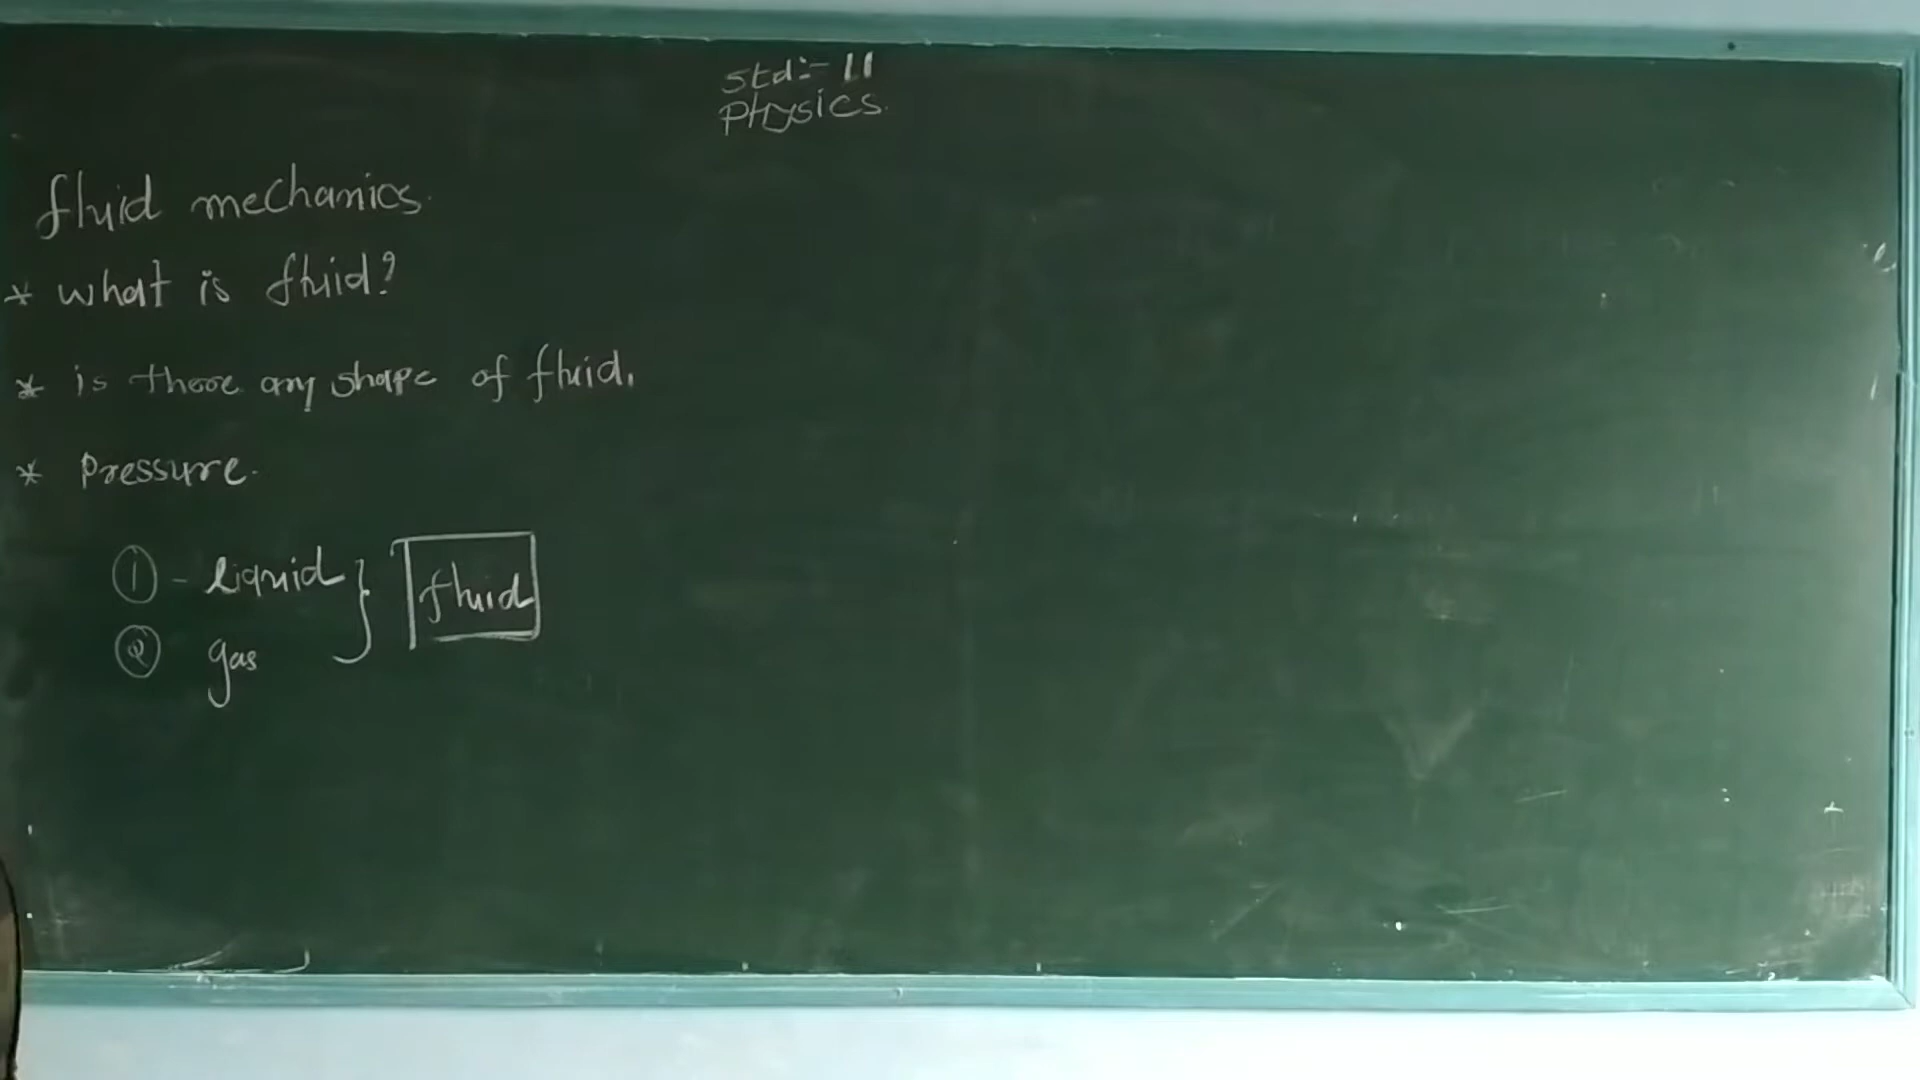 Std:- 11
Physics.
fluid mechanics.
* what is fluid?
* is there any shape of fluid.
* Pressure.
① - liquid } fluid
② gas